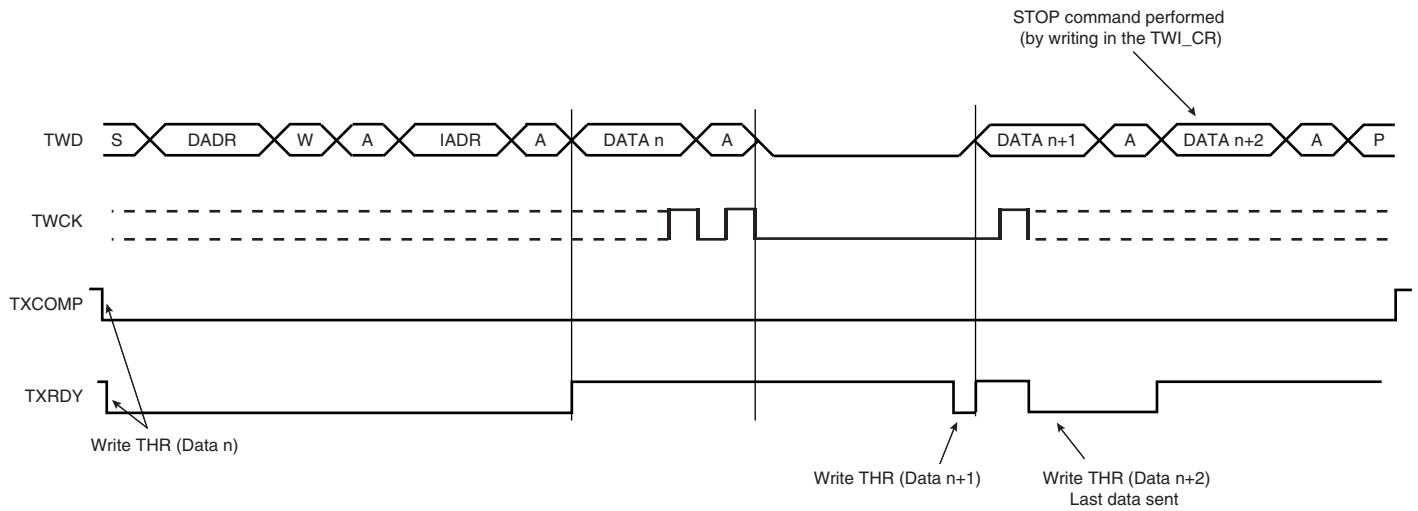 STOP command performed
(by writing in the TWI_CR)
TWD S DADR W A IADR A DATA n A DATA n+1 A DATA n+2 A P
TWCK
TXCOMP
TXRDY
Write THR (Data n)
Write THR (Data n+1)
Write THR (Data n+2)
Last data sent